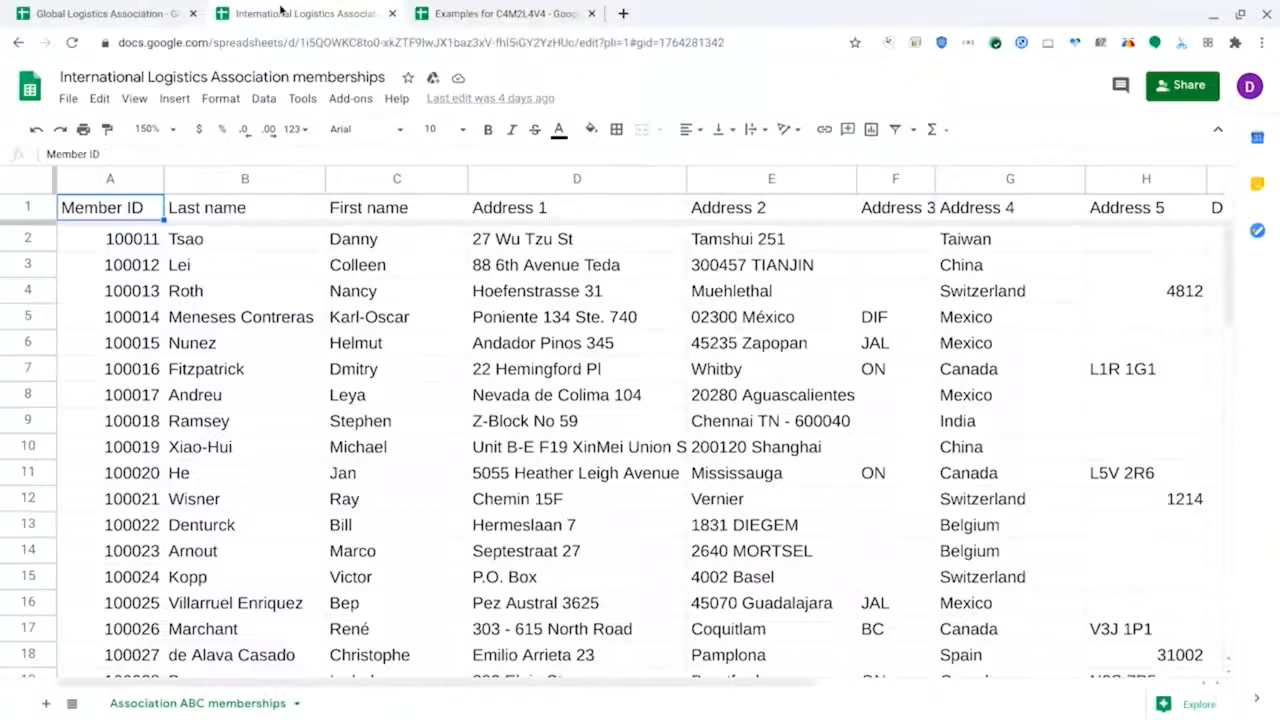 Global Logistics Association - G
International Logistics Associat
Examples for C4M2L4V4 - Goog
International Logistics Association memberships
Share
D
File Edit View Insert Format Data Tools Add-ons Help Last edit was 4 days ago
150% $ % .0 .00 123 Arial 10 B I S A
fx Member ID
A B C D E F G H
1 Member ID Last name First name Address 1 Address 2 Address 3 Address 4 Address 5 D
2 100011 Tsao Danny 27 Wu Tzu St Tamshui 251 Taiwan
3 100012 Lei Colleen 88 6th Avenue Teda 300457 TIANJIN China
4 100013 Roth Nancy Hoefenstrasse 31 Muehlethal Switzerland 4812
5 100014 Meneses Contreras Karl-Oscar Poniente 134 Ste. 740 02300 México DIF Mexico
6 100015 Nunez Helmut Andador Pinos 345 45235 Zapopan JAL Mexico
7 100016 Fitzpatrick Dmitry 22 Hemingford Pl Whitby ON Canada L1R 1G1
8 100017 Andreu Leya Nevada de Colima 104 20280 Aguascalientes Mexico
9 100018 Ramsey Stephen Z-Block No 59 Chennai TN - 600040 India
10 100019 Xiao-Hui Michael Unit B-E F19 XinMei Union S 200120 Shanghai China
11 100020 He Jan 5055 Heather Leigh Avenue Mississauga ON Canada L5V 2R6
12 100021 Wisner Ray Chemin 15F Vernier Switzerland 1214
13 100022 Denturck Bill Hermeslaan 7 1831 DIEGEM Belgium
14 100023 Arnout Marco Septestraat 27 2640 MORTSEL Belgium
15 100024 Kopp Victor P.O. Box 4002 Basel Switzerland
16 100025 Villarruel Enriquez Bep Pez Austral 3625 45070 Guadalajara JAL Mexico
17 100026 Marchant René 303 - 615 North Road Coquitlam BC Canada V3J 1P1
18 100027 de Alava Casado Christophe Emilio Arrieta 23 Pamplona Spain 31002
Association ABC memberships
Explore